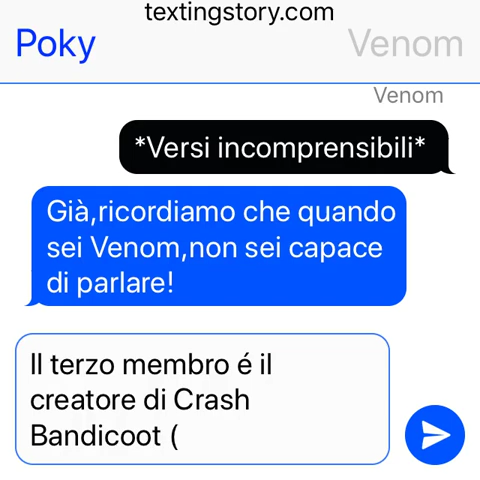 textingstory.com
Poky
Venom
Venom
*Versi incomprensibili*
Già,ricordiamo che quando
sei Venom,non sei capace
di parlare!
Il terzo membro é il
creatore di Crash
Bandicoot (